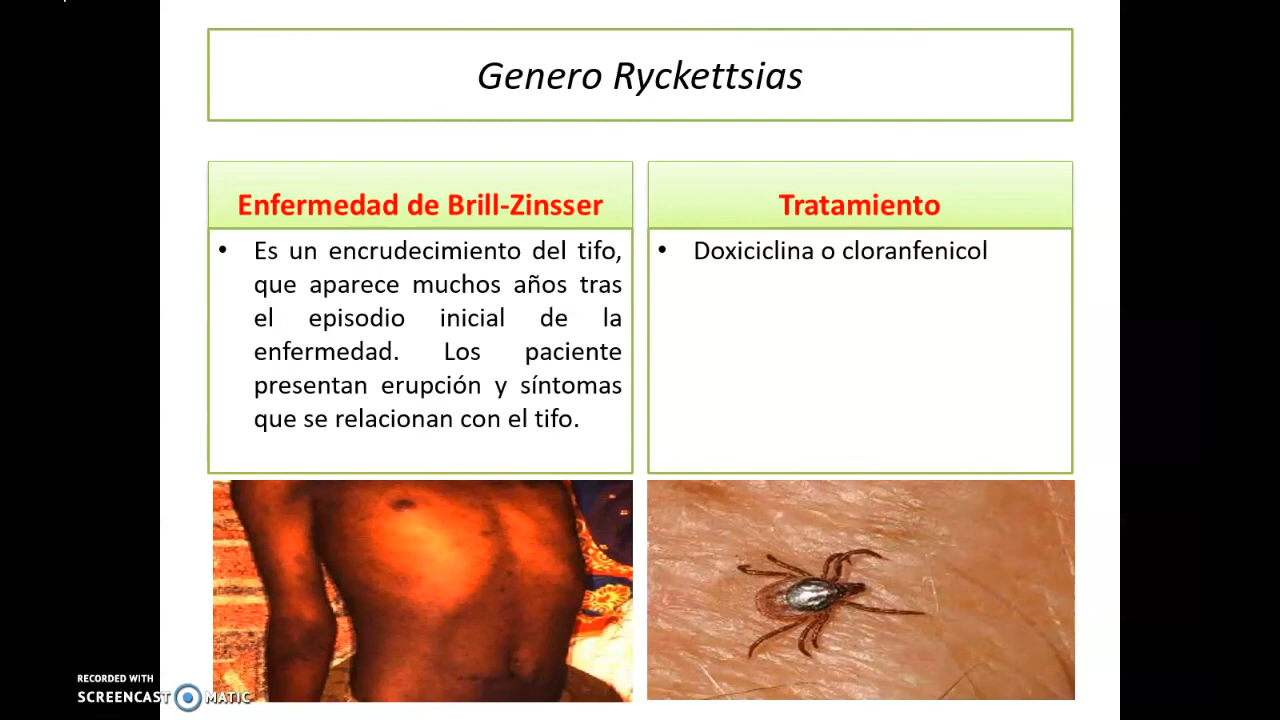 Genero Ryckettsias
Enfermedad de Brill-Zinsser
• Es un encrudecimiento del tifo,
que aparece muchos años tras
el episodio inicial de la
enfermedad. Los paciente
presentan erupción y síntomas
que se relacionan con el tifo.
Tratamiento
• Doxiciclina o cloranfenicol
RECORDED WITH
SCREENCAST MATIC